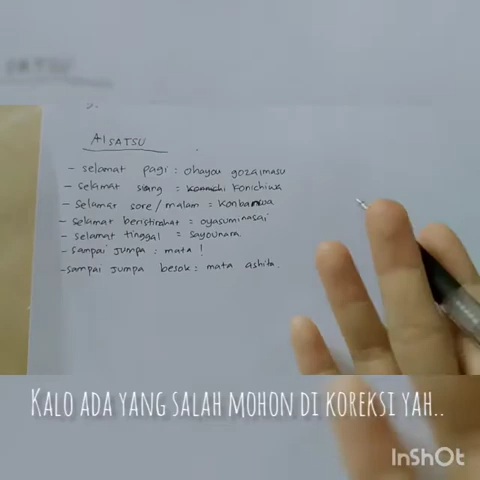 AISATSU
- selamat pagi : ohayou gozaimasu
- selamat siang = konichiwa
- selamat sore / malam = konbanwa
- selamat beristirahat = oyasuminasai
- selamat tinggal = sayounara
- sampai jumpa : mata !
- sampai jumpa besok : mata ashita.
KALO ADA YANG SALAH MOHON DI KOREKSI YAH..
InShOt